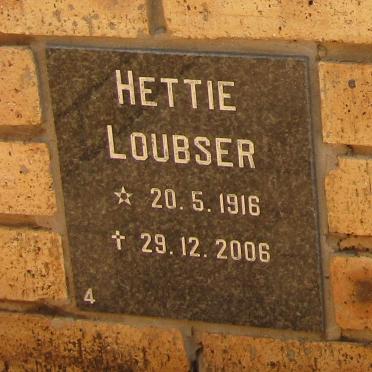 HETTIE
LOUBSER
☆ 20.5.1916
✝ 29.12.2006
4